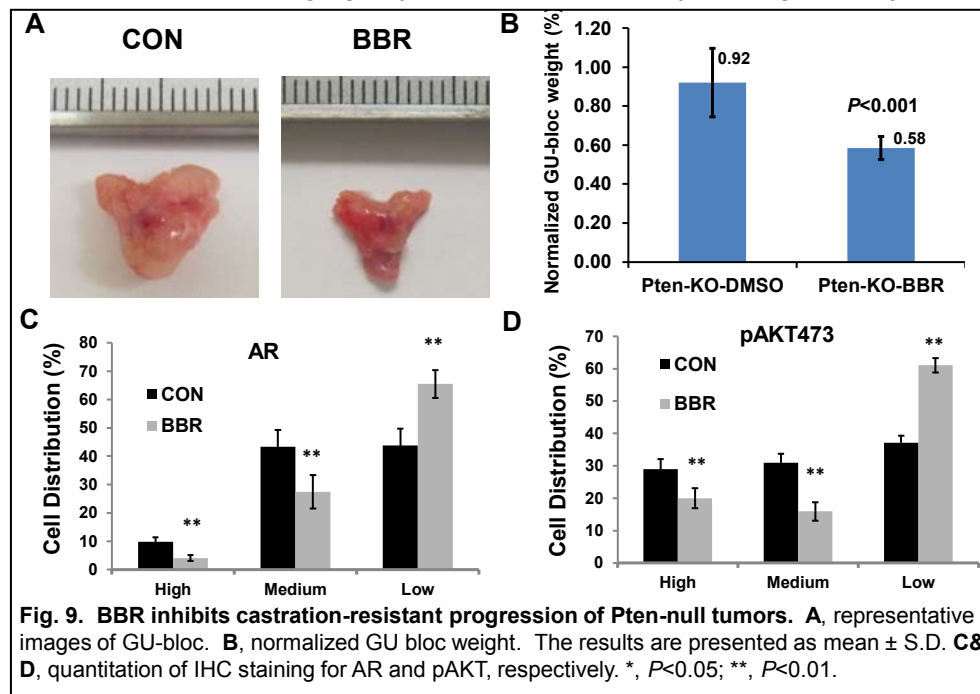 A
CON
BBR
B
Normalized GU-bloc weight (%)
1.20
1.00
0.80
0.60
0.40
0.20
0.00
0.92
P<0.001
0.58
Pten-KO-DMSO
Pten-KO-BBR
C
AR
Cell Distribution (%)
80
70
60
50
40
30
20
10
0
CON
BBR
**
**
**
High
Medium
Low
D
pAKT473
Cell Distribution (%)
70
60
50
40
30
20
10
0
CON
BBR
**
**
**
High
Medium
Low
Fig. 9. BBR inhibits castration-resistant progression of Pten-null tumors. A, representative
images of GU-bloc. B, normalized GU bloc weight. The results are presented as mean ± S.D. C&
D, quantitation of IHC staining for AR and pAKT, respectively. *, P<0.05; **, P<0.01.